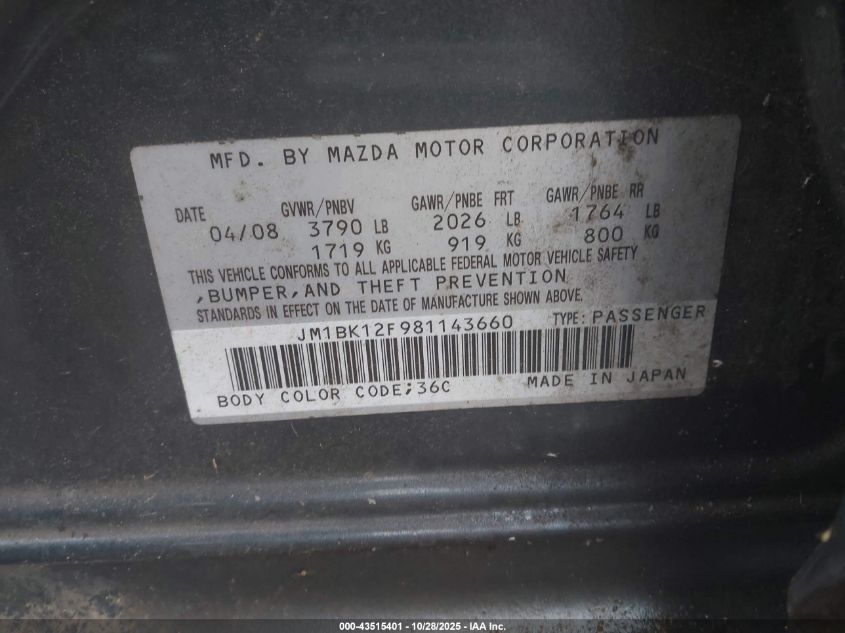 MFD. BY MAZDA MOTOR CORPORATION
DATE GVWR/PNBV GAWR/PNBE FRT GAWR/PNBE RR
04/08 3790 LB 2026 LB 1764 LB
1719 KG 919 KG 800 KG
THIS VEHICLE CONFORMS TO ALL APPLICABLE FEDERAL MOTOR VEHICLE SAFETY
,BUMPER,AND THEFT PREVENTION
STANDARDS IN EFFECT ON THE DATE OF MANUFACTURE SHOWN ABOVE.
JM1BK12F981143660 TYPE: PASSENGER
BODY COLOR CODE;36C MADE IN JAPAN
000-43515401 - 10/28/2025 - IAA Inc.